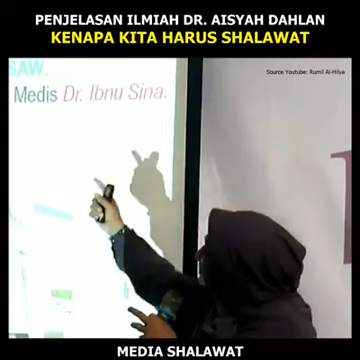 PENJELASAN ILMIAH DR. AISYAH DAHLAN
KENAPA KITA HARUS SHALAWAT
SAW.
Source Youtube: Rumil Al-Hilya
Medis Dr. Ibnu Sina.
MEDIA SHALAWAT